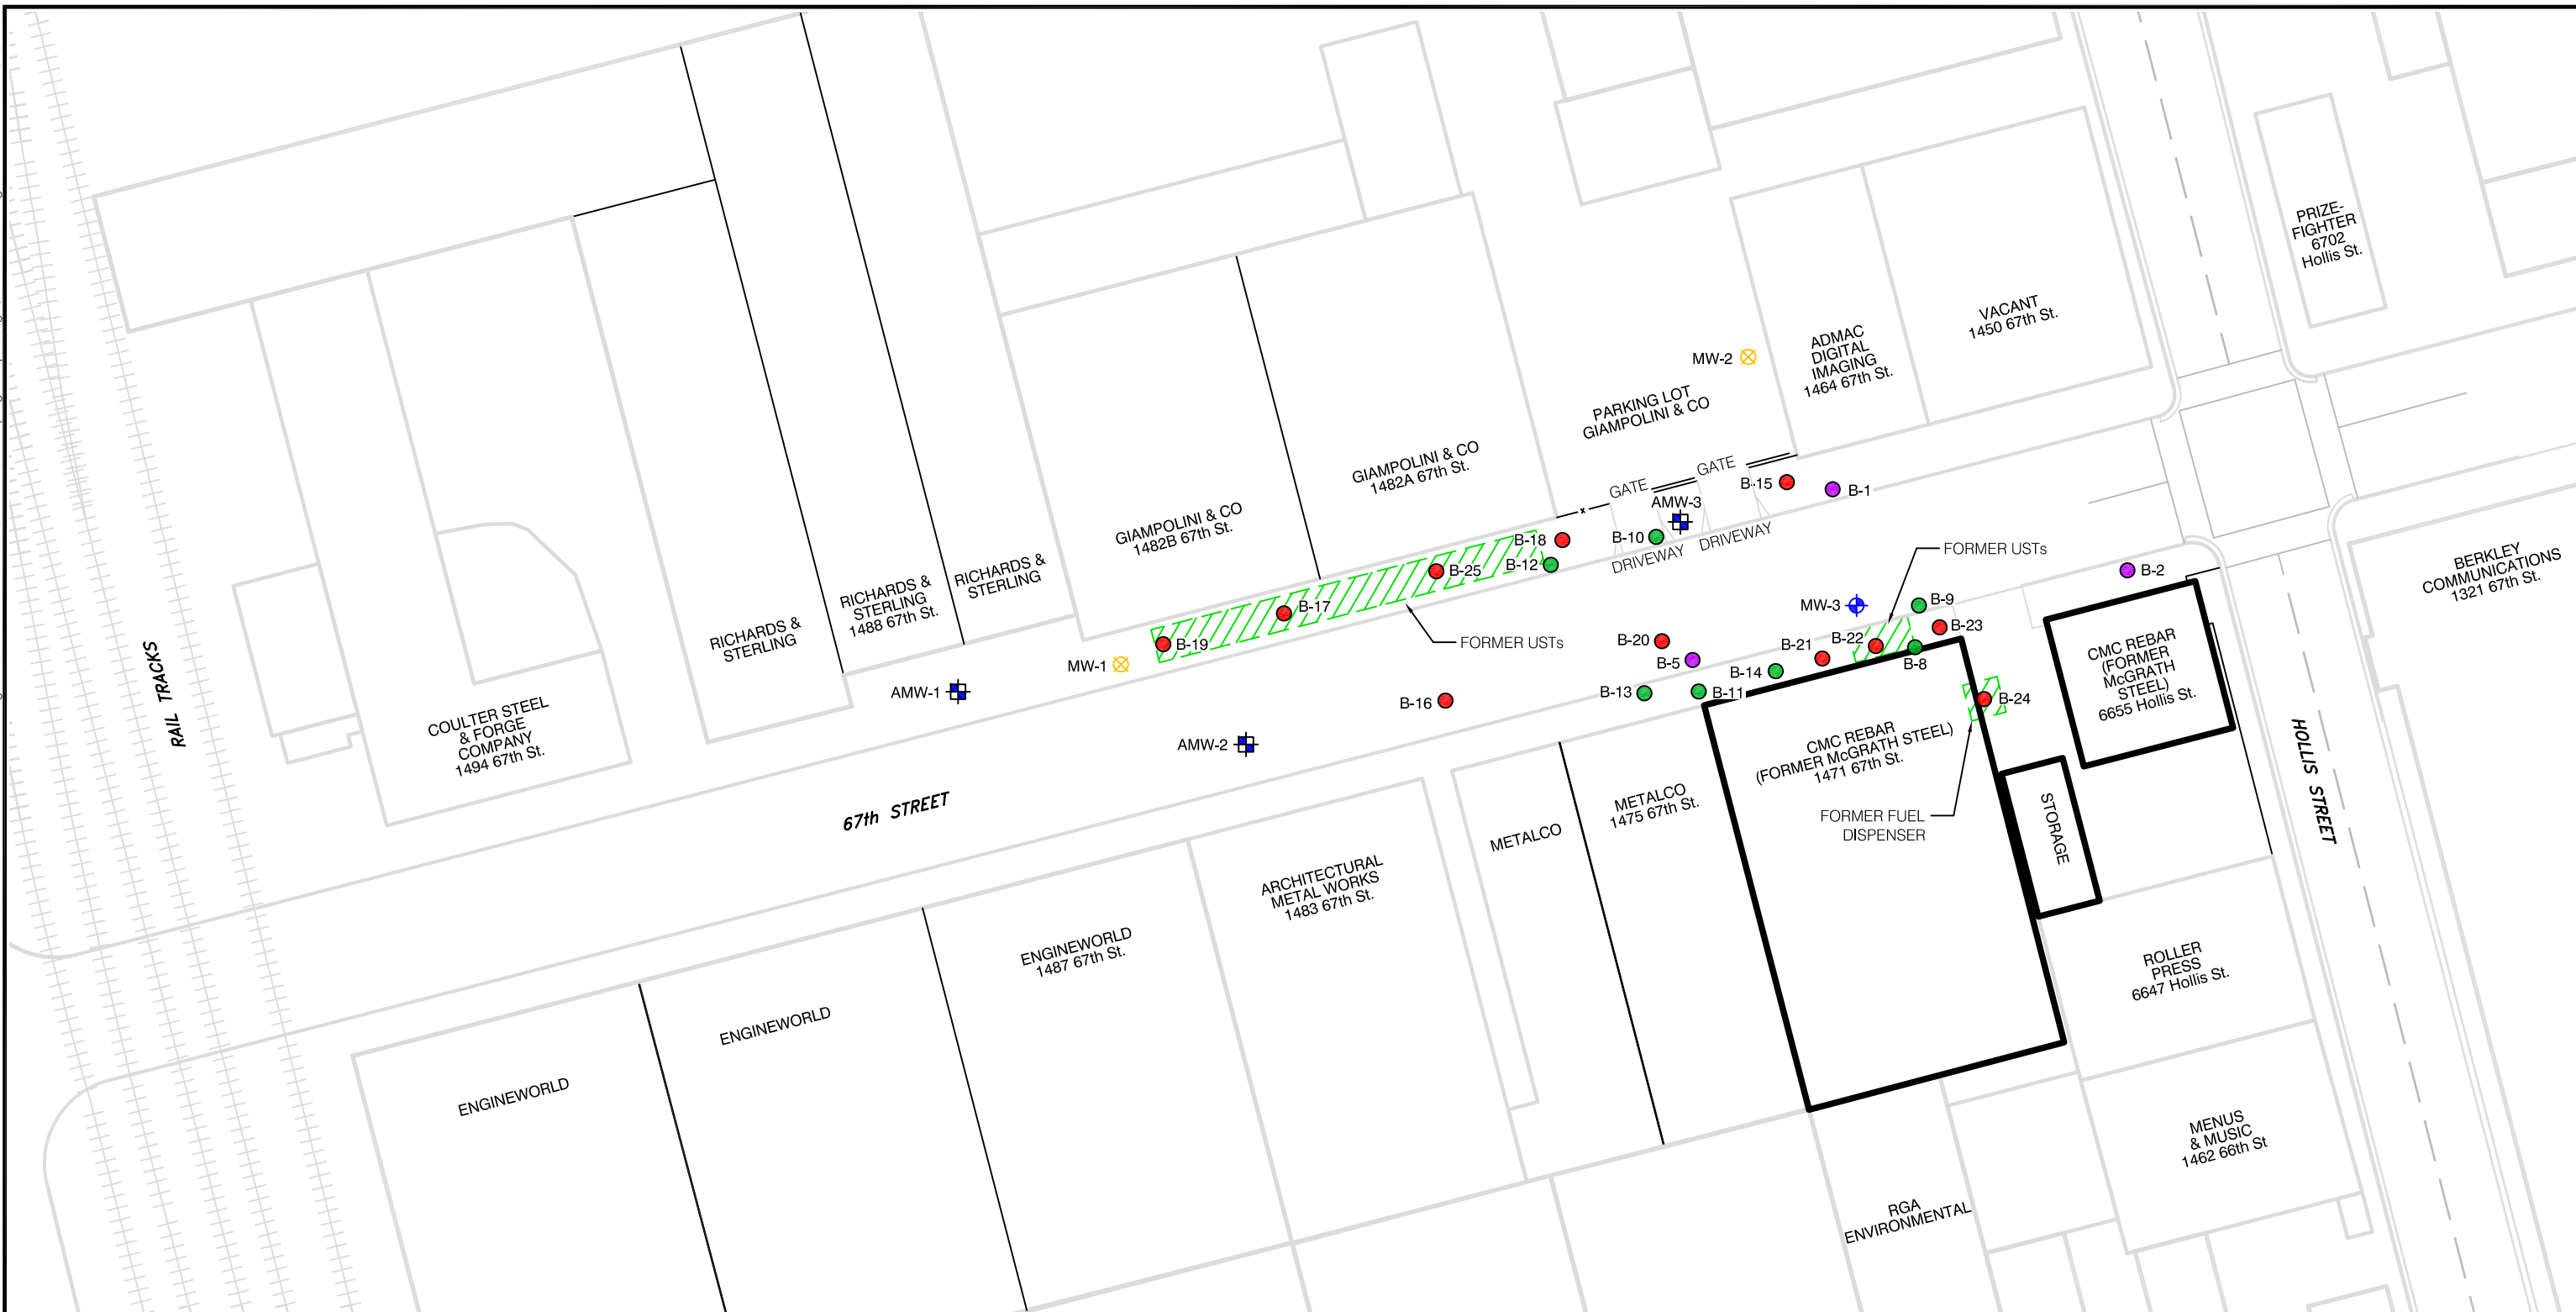 PRIZE-
FIGHTER
6702
Hollis St.
VACANT
1450 67th St.
ADMAC
DIGITAL
IMAGING
1464 67th St.
MW-2
PARKING LOT
GIAMPOLINI & CO
GIAMPOLINI & CO
1482A 67th St.
GATE
GATE
AMW-3
B-15
B-1
GIAMPOLINI & CO
1482B 67th St.
B-18
B-10
DRIVEWAY
DRIVEWAY
B-12
B-25
FORMER USTs
BERKLEY
COMMUNICATIONS
1321 67th St.
B-2
RICHARDS &
STERLING
RICHARDS &
STERLING
1488 67th St.
RICHARDS &
STERLING
B-17
MW-3
B-9
B-23
B-19
FORMER USTs
B-20
B-21
B-22
B-8
MW-1
B-5
B-14
AMW-1
B-13
B-11
B-16
B-24
CMC REBAR
(FORMER
McGRATH
STEEL)
6655 Hollis St.
RAIL TRACKS
COULTER STEEL
& FORGE
COMPANY
1494 67th St.
AMW-2
CMC REBAR
(FORMER McGRATH STEEL)
1471 67th St.
HOLLIS STREET
67th STREET
METALCO
METALCO
1475 67th St.
FORMER FUEL
DISPENSER
STORAGE
ARCHITECTURAL
METAL WORKS
1483 67th St.
ENGINEWORLD
1487 67th St.
ROLLER
PRESS
6647 Hollis St.
ENGINEWORLD
ENGINEWORLD
MENUS
& MUSIC
1462 66th St
RGA
ENVIRONMENTAL